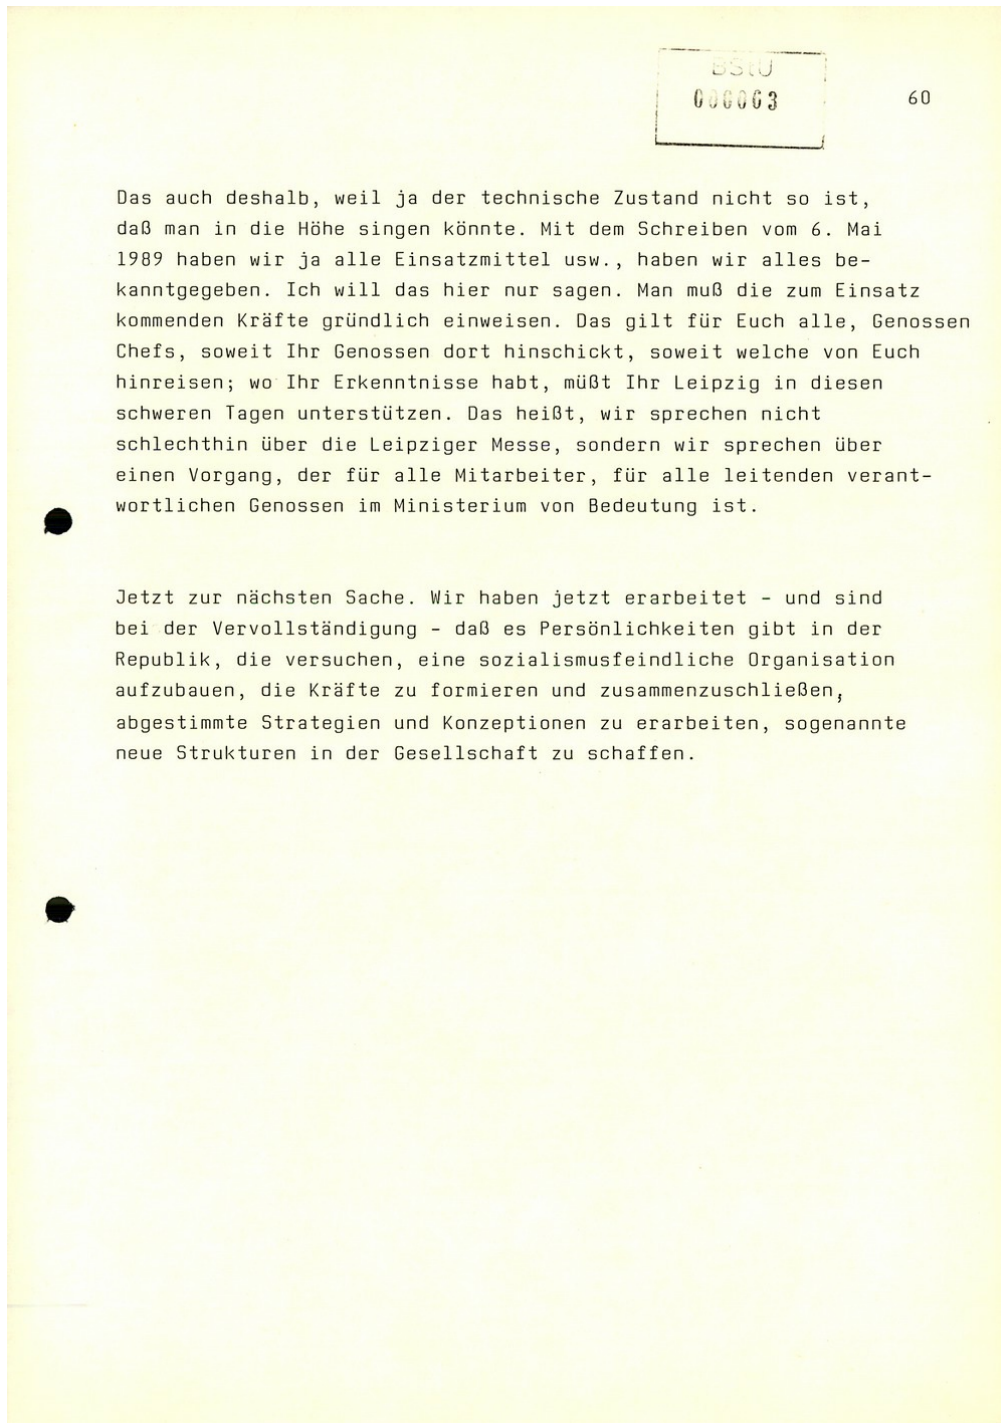 BStU
000063
60
Das auch deshalb, weil ja der technische Zustand nicht so ist,
daß man in die Höhe singen könnte. Mit dem Schreiben vom 6. Mai
1989 haben wir ja alle Einsatzmittel usw., haben wir alles be-
kanntgegeben. Ich will das hier nur sagen. Man muß die zum Einsatz
kommenden Kräfte gründlich einweisen. Das gilt für Euch alle, Genossen
Chefs, soweit Ihr Genossen dort hinschickt, soweit welche von Euch
hinreisen; wo Ihr Erkenntnisse habt, müßt Ihr Leipzig in diesen
schweren Tagen unterstützen. Das heißt, wir sprechen nicht
schlechthin über die Leipziger Messe, sondern wir sprechen über
einen Vorgang, der für alle Mitarbeiter, für alle leitenden verant-
wortlichen Genossen im Ministerium von Bedeutung ist.
Jetzt zur nächsten Sache. Wir haben jetzt erarbeitet - und sind
bei der Vervollständigung - daß es Persönlichkeiten gibt in der
Republik, die versuchen, eine sozialismusfeindliche Organisation
aufzubauen, die Kräfte zu formieren und zusammenzuschließen,
abgestimmte Strategien und Konzeptionen zu erarbeiten, sogenannte
neue Strukturen in der Gesellschaft zu schaffen.